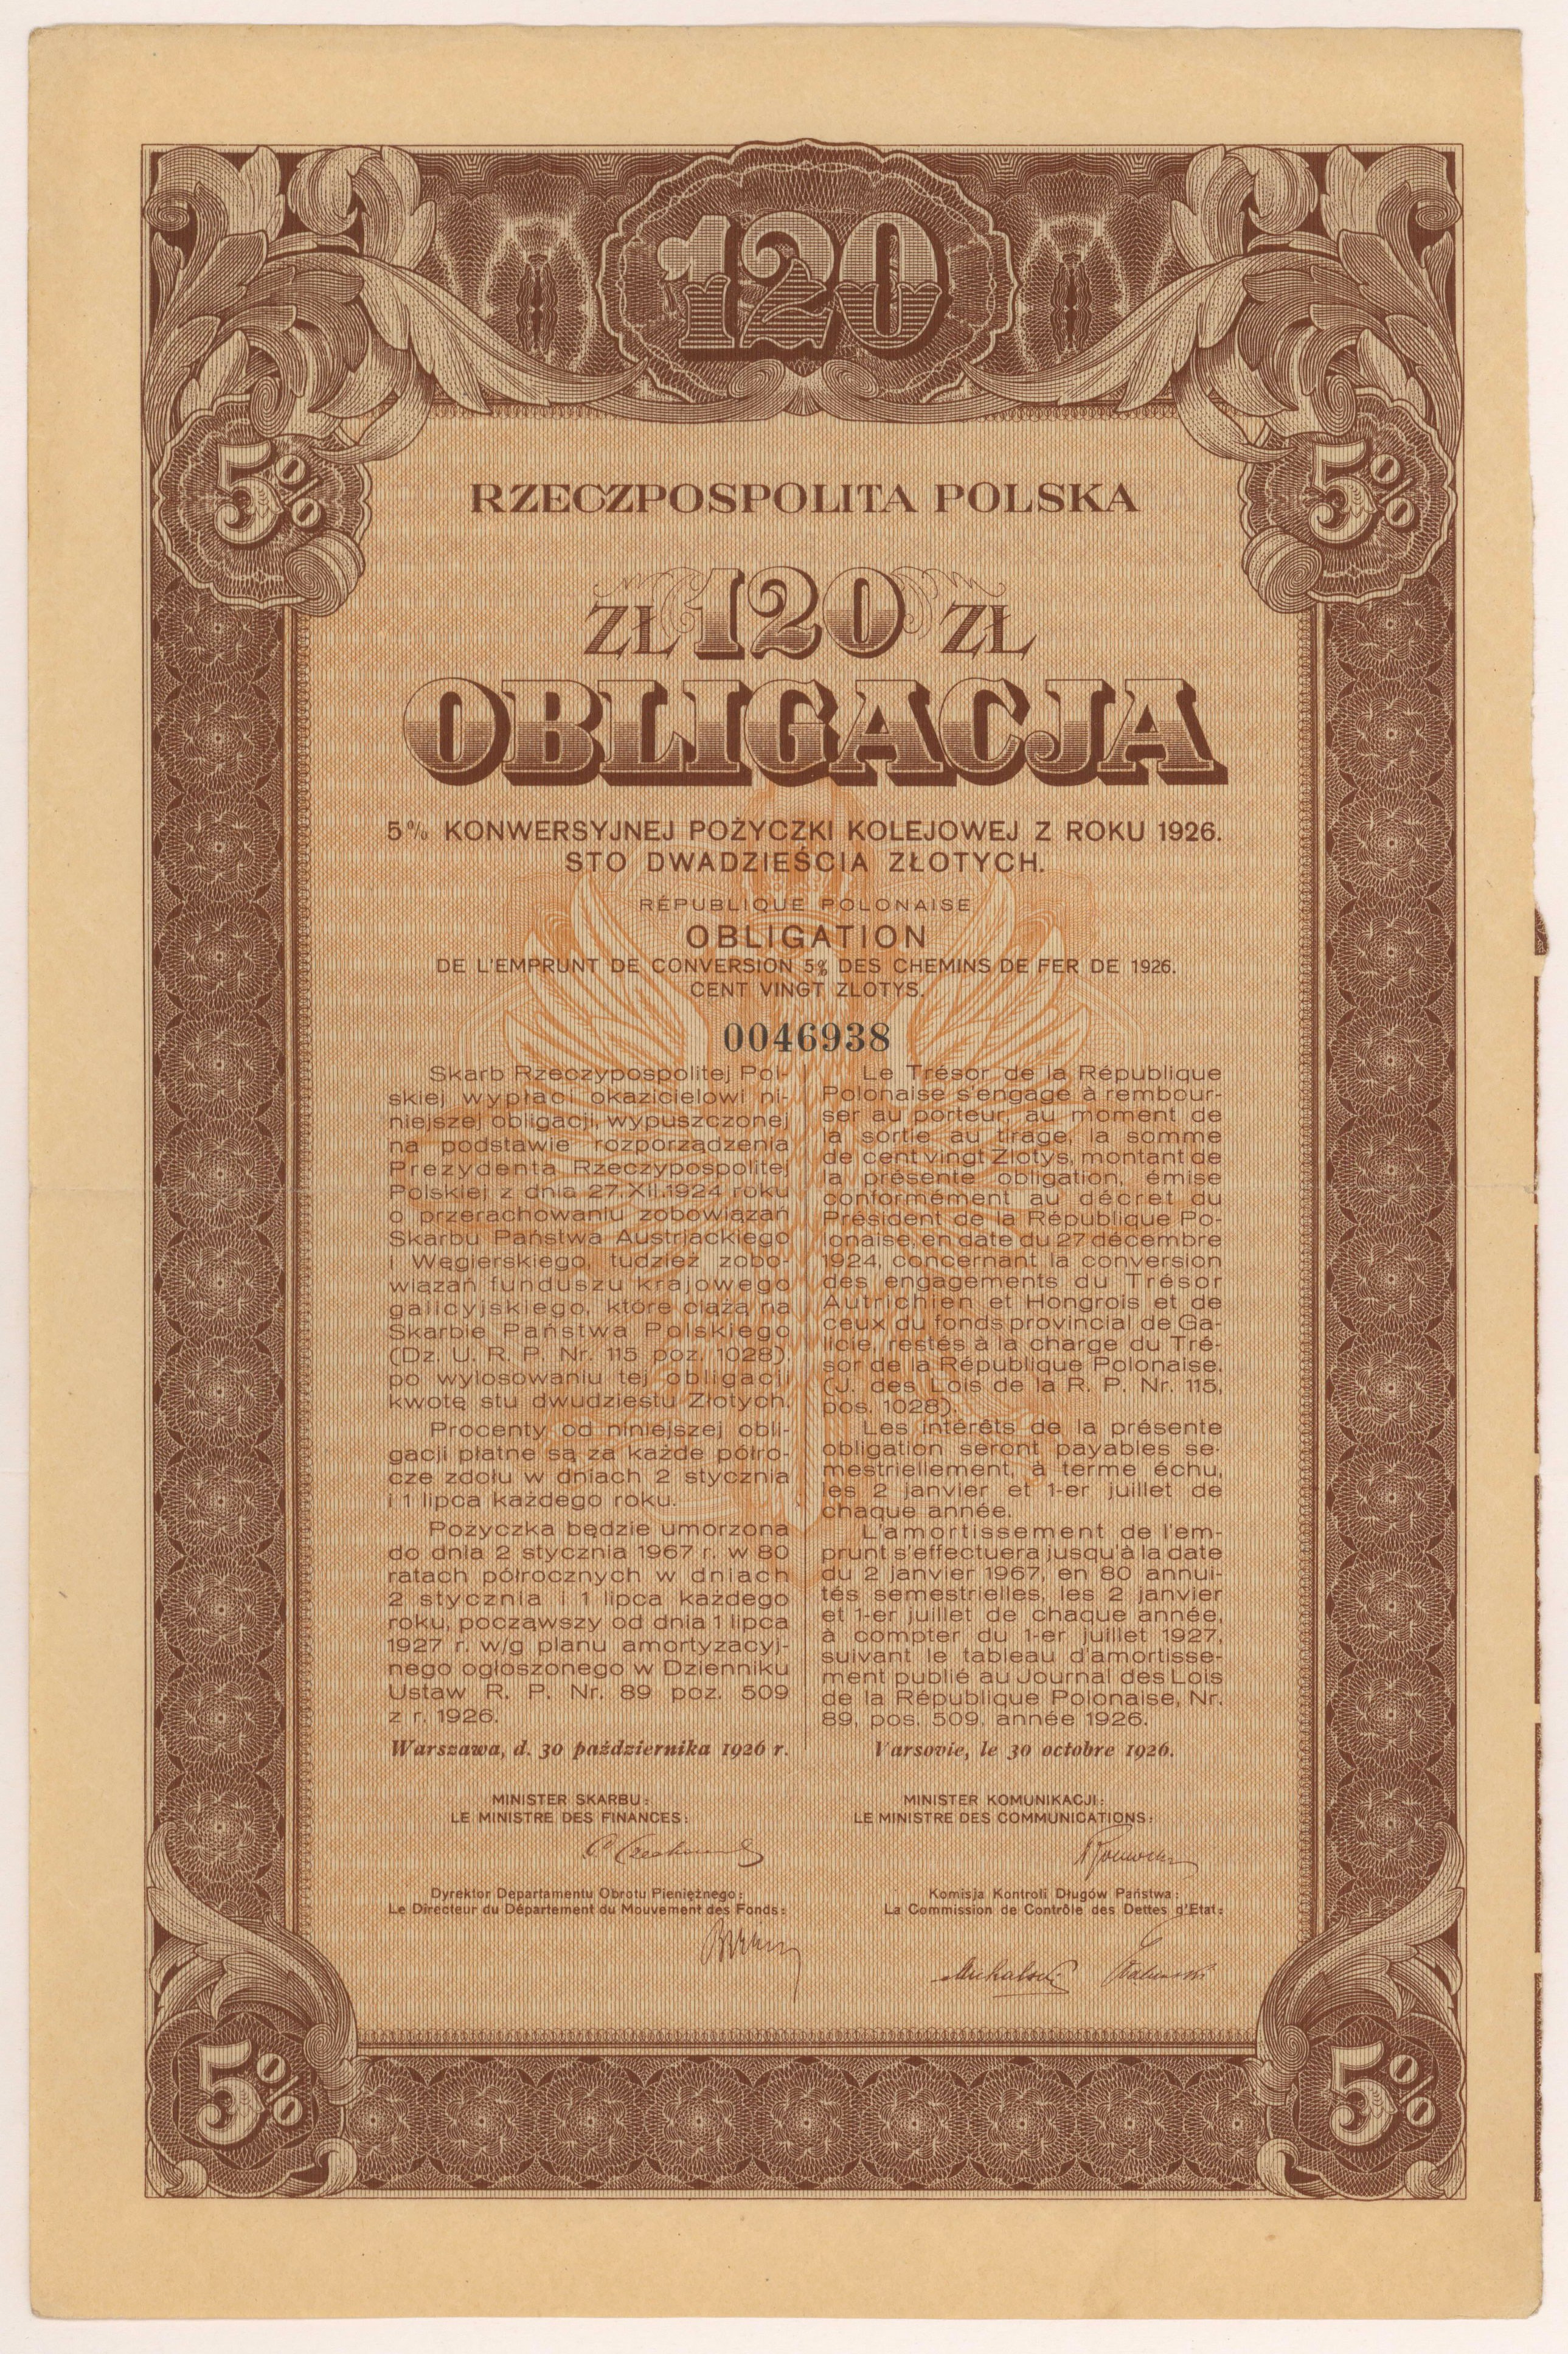 120
5%
5%
RZECZPOSPOLITA POLSKA
ZŁ 120 ZŁ
OBLIGACJA
5% KONWERSYJNEJ POŻYCZKI KOLEJOWEJ Z ROKU 1926.
STO DWADZIEŚCIA ZŁOTYCH.
RÉPUBLIQUE POLONAISE
OBLIGATION
DE L'EMPRUNT DE CONVERSION 5% DES CHEMINS DE FER DE 1926.
CENT VINGT ZLOTYS.
0046938
Skarb Rzeczypospolitej Pol-
skiej wypłaci okazicielowi ni-
niejszej obligacji, wypuszczonej
na podstawie rozporządzenia
Prezydenta Rzeczypospolitej
Polskiej z dnia 27.XII.1924 roku
o przerachowaniu zobowiązań
Skarbu Państwa Austrjackiego
i Węgierskiego, tudzież zobo-
wiązań funduszu krajowego
galicyjskiego, które ciążą na
Skarbie Państwa Polskiego
(Dz. U. R. P. Nr. 115 poz. 1028),
po wylosowaniu tej obligacji
kwotę stu dwudziestu Złotych.
Procenty od niniejszej obli-
gacji płatne są za każde półro-
cze zdołu w dniach 2 stycznia
i 1 lipca każdego roku.
Pożyczka będzie umorzona
do dnia 2 stycznia 1967 r. w 80
ratach półrocznych w dniach
2 stycznia i 1 lipca każdego
roku, począwszy od dnia 1 lipca
1927 r. w/g planu amortyzacyj-
nego ogłoszonego w Dzienniku
Ustaw R. P. Nr. 89 poz. 509
z r. 1926.
Warszawa, d. 30 października 1926 r.
Le Trésor de la République
Polonaise s'engage à rembour-
ser au porteur, au moment de
la sortie au tirage, la somme
de cent vingt Zlotys, montant de
la présente obligation, émise
conformément au décret du
Président de la République Po-
lonaise, en date du 27 décembre
1924, concernant la conversion
des engagements du Trésor
Autrichien et Hongrois et de
ceux du fonds provincial de Ga-
licie, restés à la charge du Tré-
sor de la République Polonaise.
(J. des Lois de la R. P. Nr. 115,
pos. 1028).
Les intérêts de la présente
obligation seront payables se-
mestriellement, à terme échu,
les 2 janvier et 1-er juillet de
chaque année.
L'amortissement de l'em-
prunt s'effectuera jusqu'à la date
du 2 janvier 1967, en 80 annui-
tés semestrielles, les 2 janvier
et 1-er juillet de chaque année,
à compter du 1-er juillet 1927,
suivant le tableau d'amortisse-
ment publié au Journal des Lois
de la République Polonaise, Nr.
89, pos. 509, année 1926.
Varsovie, le 30 octobre 1926.
MINISTER SKARBU:
LE MINISTRE DES FINANCES:
MINISTER KOMUNIKACJI:
LE MINISTRE DES COMMUNICATIONS:
Dyrektor Departamentu Obrotu Pieniężnego:
Le Directeur du Département du Mouvement des Fonds:
Komisja Kontroli Długów Państwa:
La Commission de Contrôle des Dettes d'Etat:
5%
5%